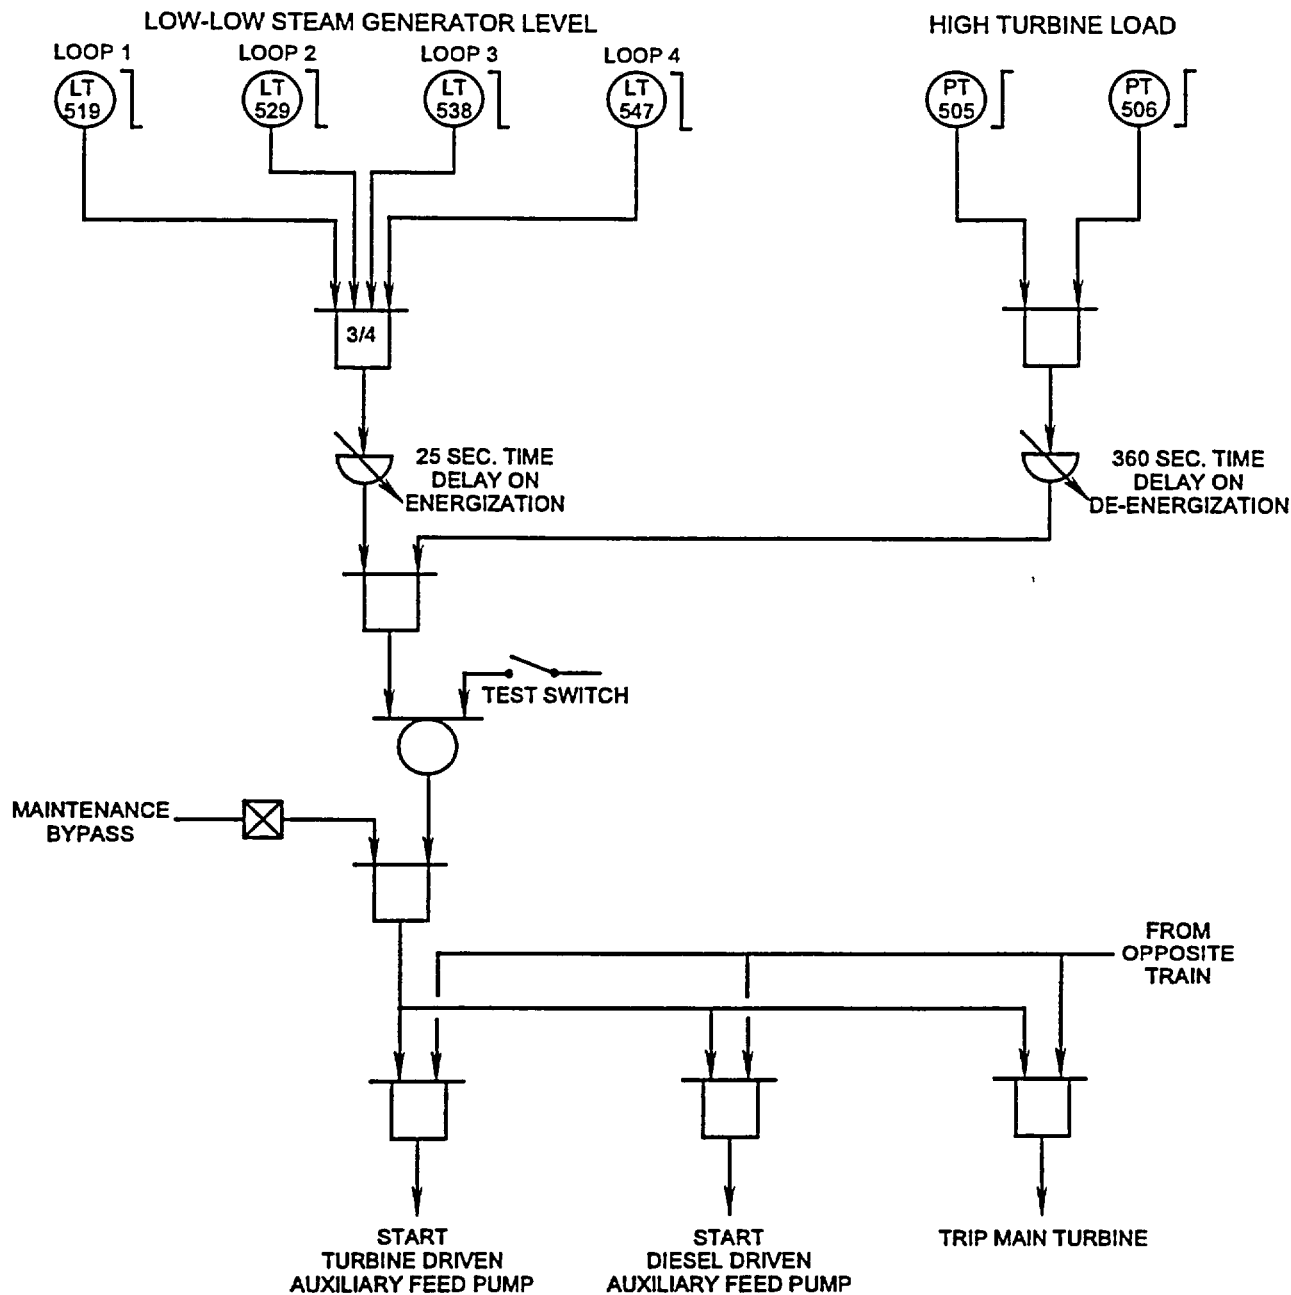 LOW-LOW STEAM GENERATOR LEVEL
HIGH TURBINE LOAD
LOOP 1
LOOP 2
LOOP 3
LOOP 4
LT
519
LT
529
LT
538
LT
547
PT
505
PT
506
3/4
25 SEC. TIME
DELAY ON
ENERGIZATION
360 SEC. TIME
DELAY ON
DE-ENERGIZATION
TEST SWITCH
MAINTENANCE
BYPASS
FROM
OPPOSITE
TRAIN
START
TURBINE DRIVEN
AUXILIARY FEED PUMP
START
DIESEL DRIVEN
AUXILIARY FEED PUMP
TRIP MAIN TURBINE